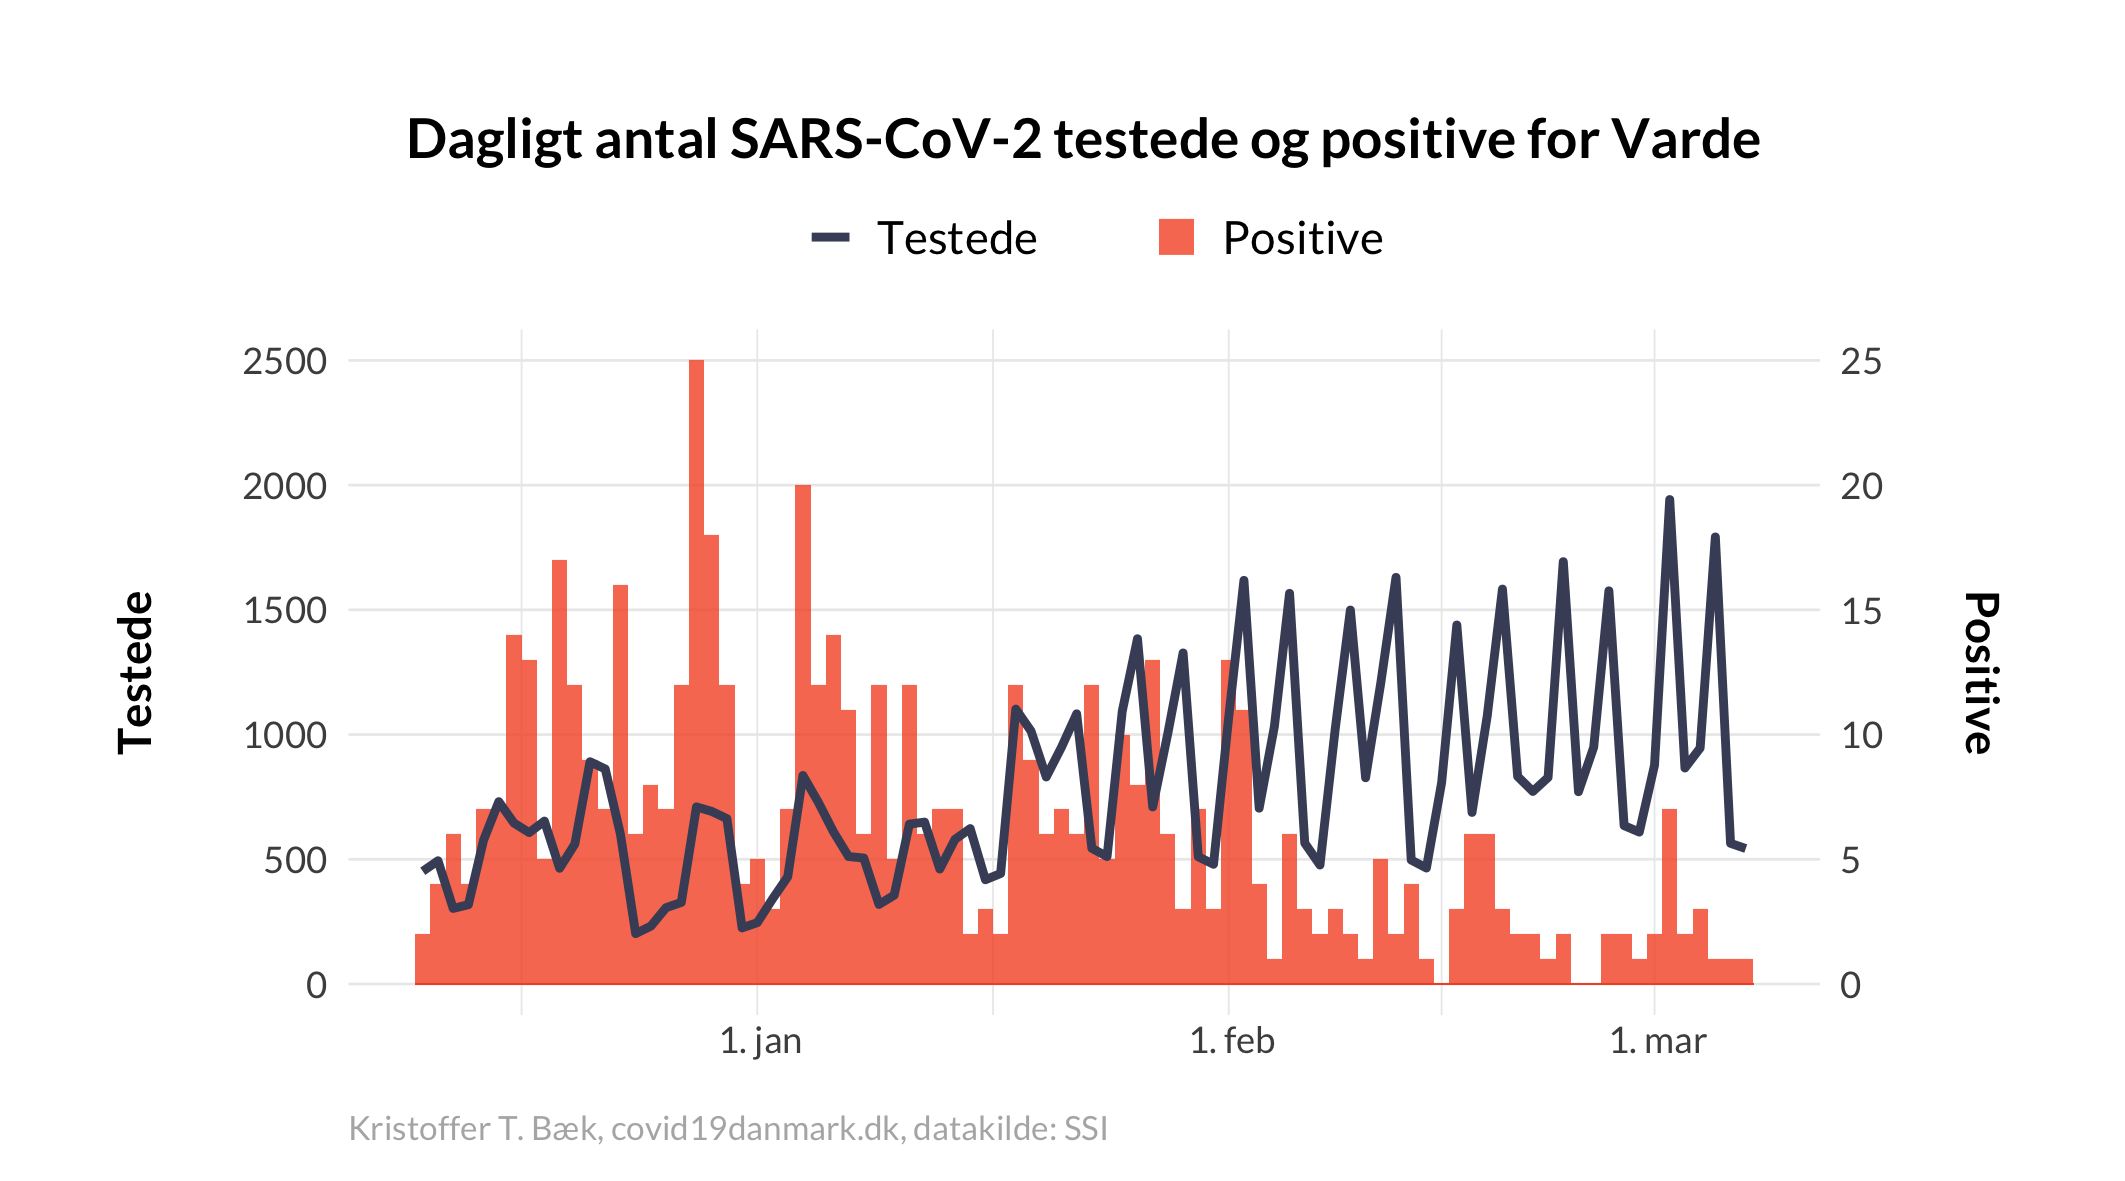 Dagligt antal SARS-CoV-2 testede og positive for Varde
Testede Positive
2500 25
2000 20
1500 15
1000 10
500 5
0 0
Testede
Positive
1. jan 1. feb 1. mar
Kristoffer T. Bæk, covid19danmark.dk, datakilde: SSI